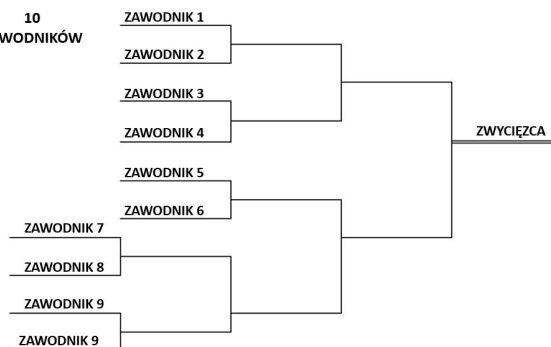 10
WODNIKÓW
ZAWODNIK 1
ZAWODNIK 2
ZAWODNIK 3
ZAWODNIK 4
ZWYCIĘZCA
ZAWODNIK 5
ZAWODNIK 6
ZAWODNIK 7
ZAWODNIK 8
ZAWODNIK 9
ZAWODNIK 9